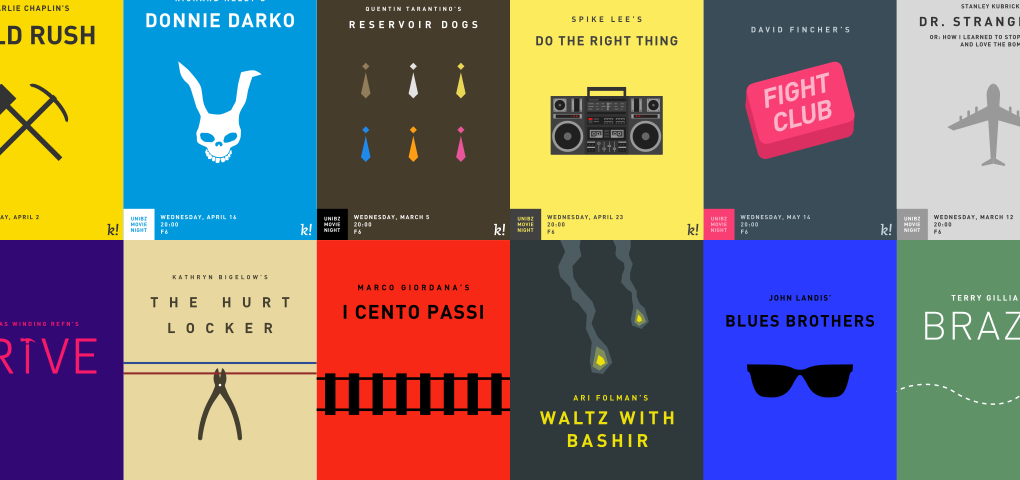 CHARLIE CHAPLIN'S
LD RUSH
AY, APRIL 2
k!
DONNIE DARKO
UNIBZ
MOVIE
NIGHT
WEDNESDAY, APRIL 16
20:00
F6
k!
QUENTIN TARANTINO'S
RESERVOIR DOGS
UNIBZ
MOVIE
NIGHT
WEDNESDAY, MARCH 5
20:00
F6
k!
SPIKE LEE'S
DO THE RIGHT THING
UNIBZ
MOVIE
NIGHT
WEDNESDAY, APRIL 23
20:00
F6
k!
DAVID FINCHER'S
FIGHT
CLUB
UNIBZ
MOVIE
NIGHT
WEDNESDAY, MAY 14
20:00
F6
k!
STANLEY KUBRICK
DR. STRANG
OR: HOW I LEARNED TO STOP
AND LOVE THE BOM
UNIBZ
MOVIE
NIGHT
WEDNESDAY, MARCH 12
20:00
F6
AS WINDING REFN'S
RIVE
KATHRYN BIGELOW'S
THE HURT
LOCKER
MARCO GIORDANA'S
I CENTO PASSI
ARI FOLMAN'S
WALTZ WITH
BASHIR
JOHN LANDIS'
BLUES BROTHERS
TERRY GILLIA
BRAZ